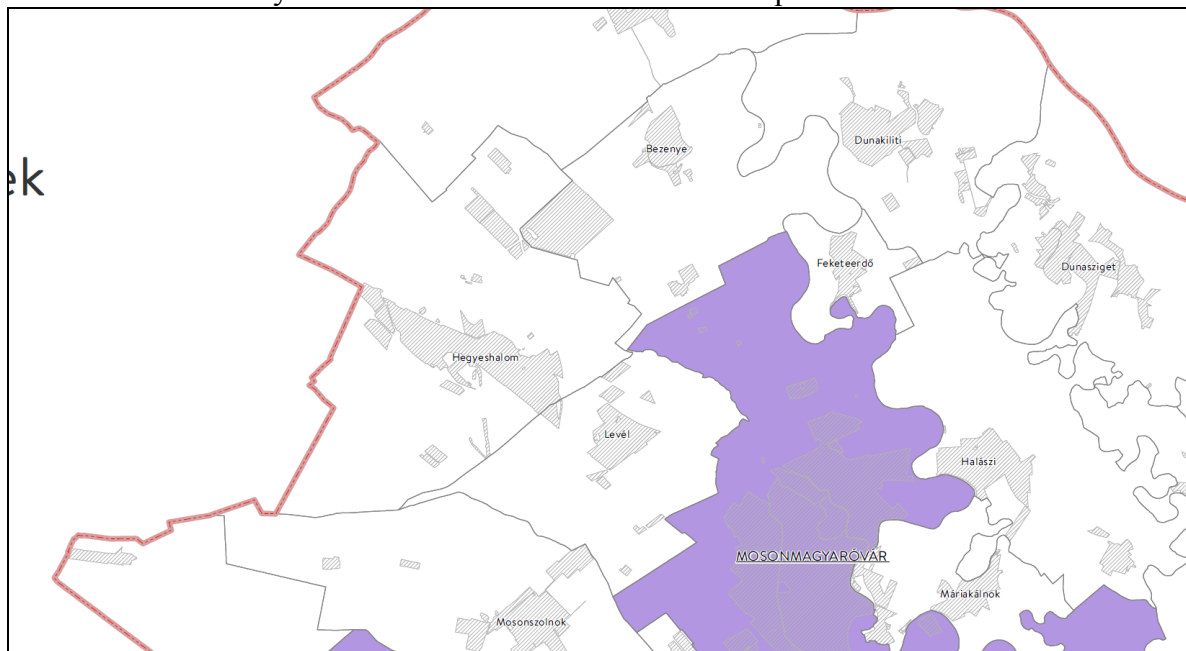 ek
Bezenye
Dunakiliti
Feketeerdő
Dunasziget
Hegyeshalom
Levél
Halászi
MOSONMAGYARÓVÁR
Máriakálnok
Mosonszolnok